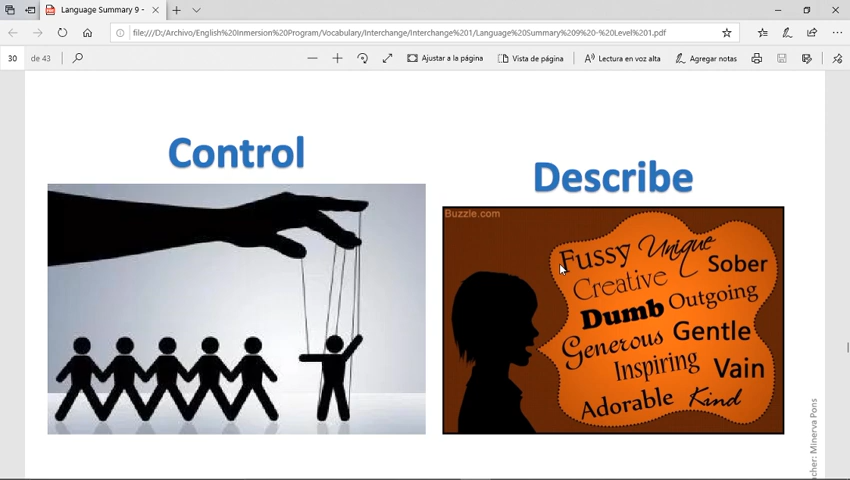 Language Summary 9 -
file:///D:/Archivo/English%20Inmersion%20Program/Vocabulary/Interchange/Interchange%201/Language%20Summary%209%20-%20Level%201.pdf
30 de 43
Ajustar a la página
Vista de página
Lectura en voz alta
Agregar notas
Control
Describe
Buzzle.com
Fussy Unique
Creative Sober
Dumb Outgoing
Generous Gentle
Inspiring Vain
Adorable Kind
cher: Minerva Pons